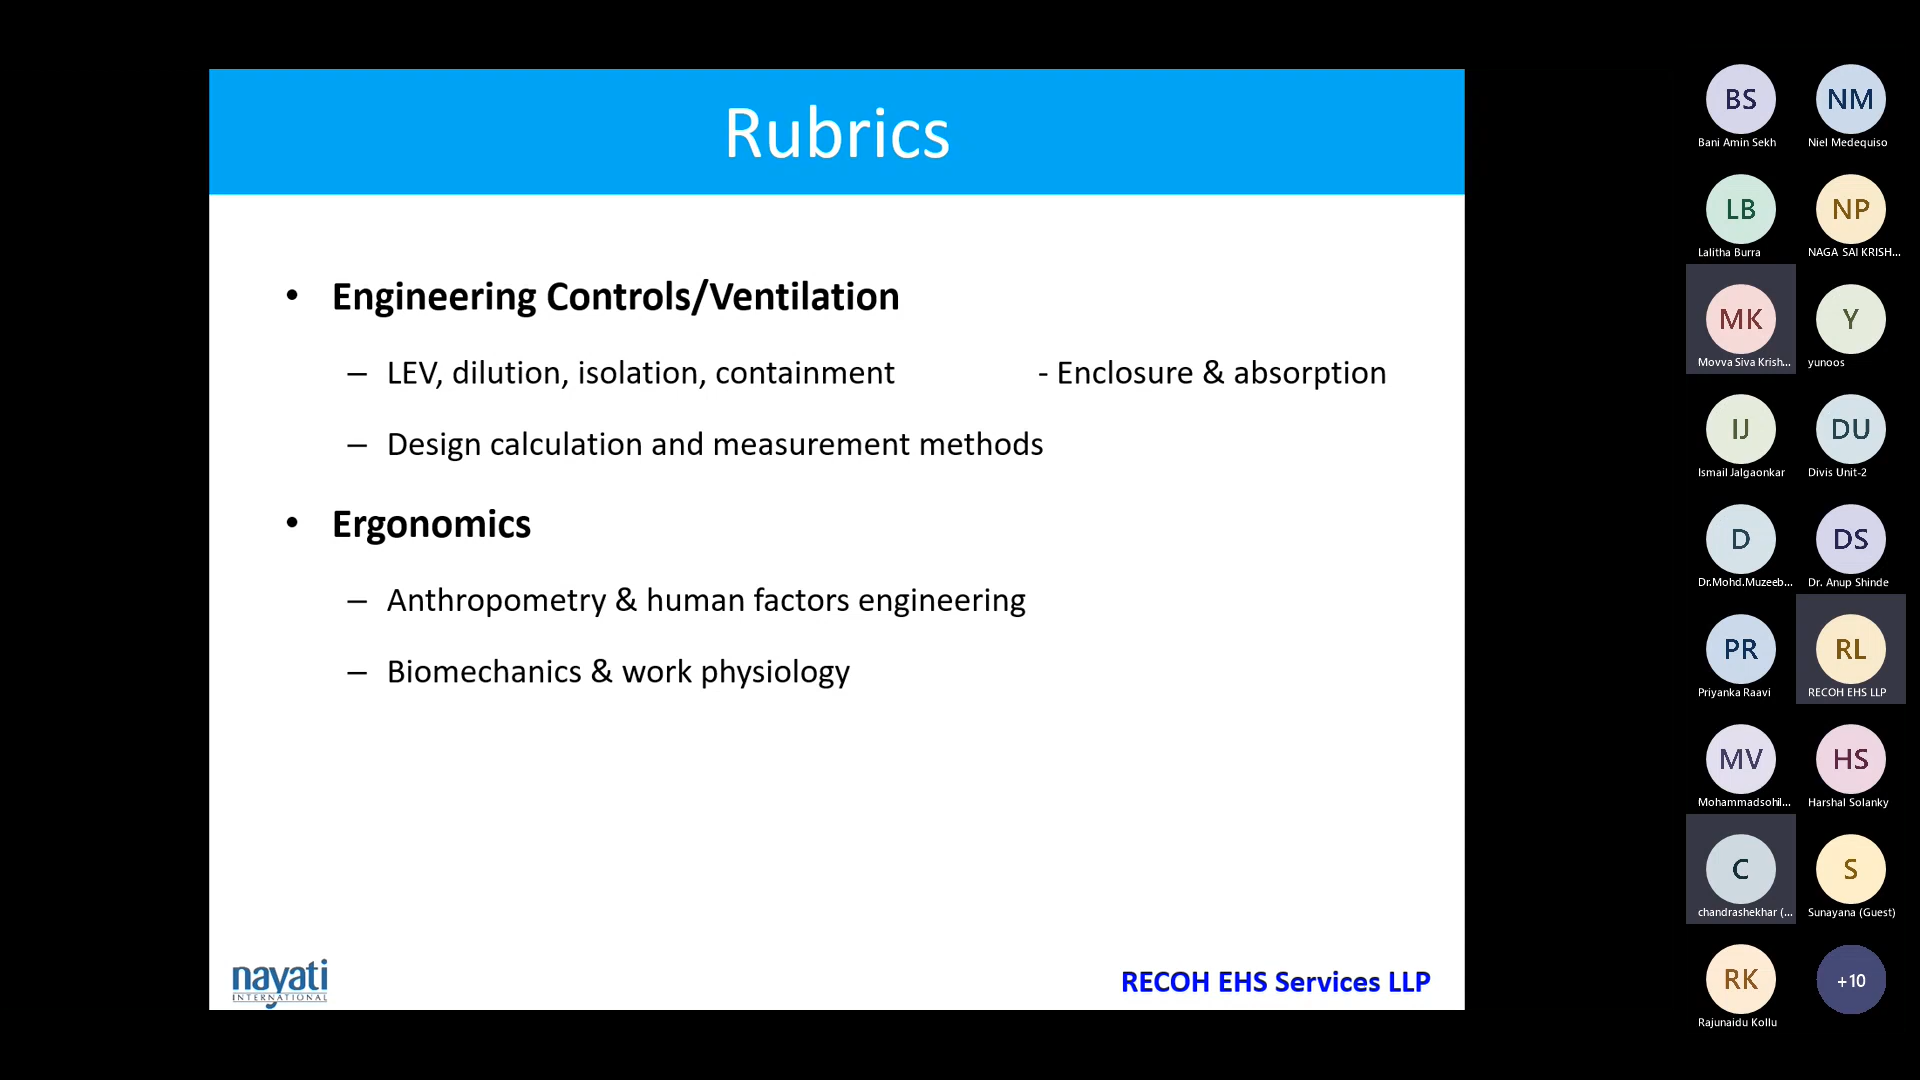 Rubrics
• Engineering Controls/Ventilation
– LEV, dilution, isolation, containment - Enclosure & absorption
– Design calculation and measurement methods
• Ergonomics
– Anthropometry & human factors engineering
– Biomechanics & work physiology
nayati
INTERNATIONAL
RECOH EHS Services LLP
BS NM
Bani Amin Sekh Niel Medequiso
LB NP
Lalitha Burra NAGA SAI KRISH...
MK Y
Movva Siva Krish... yunoos
IJ DU
Ismail Jalgaonkar Divis Unit-2
D DS
Dr.Mohd.Muzeeb... Dr. Anup Shinde
PR RL
Priyanka Raavi RECOH EHS LLP
MV HS
Mohammadsohil... Harshal Solanky
C S
chandrashekhar (... Sunayana (Guest)
RK +10
Rajunaidu Kollu